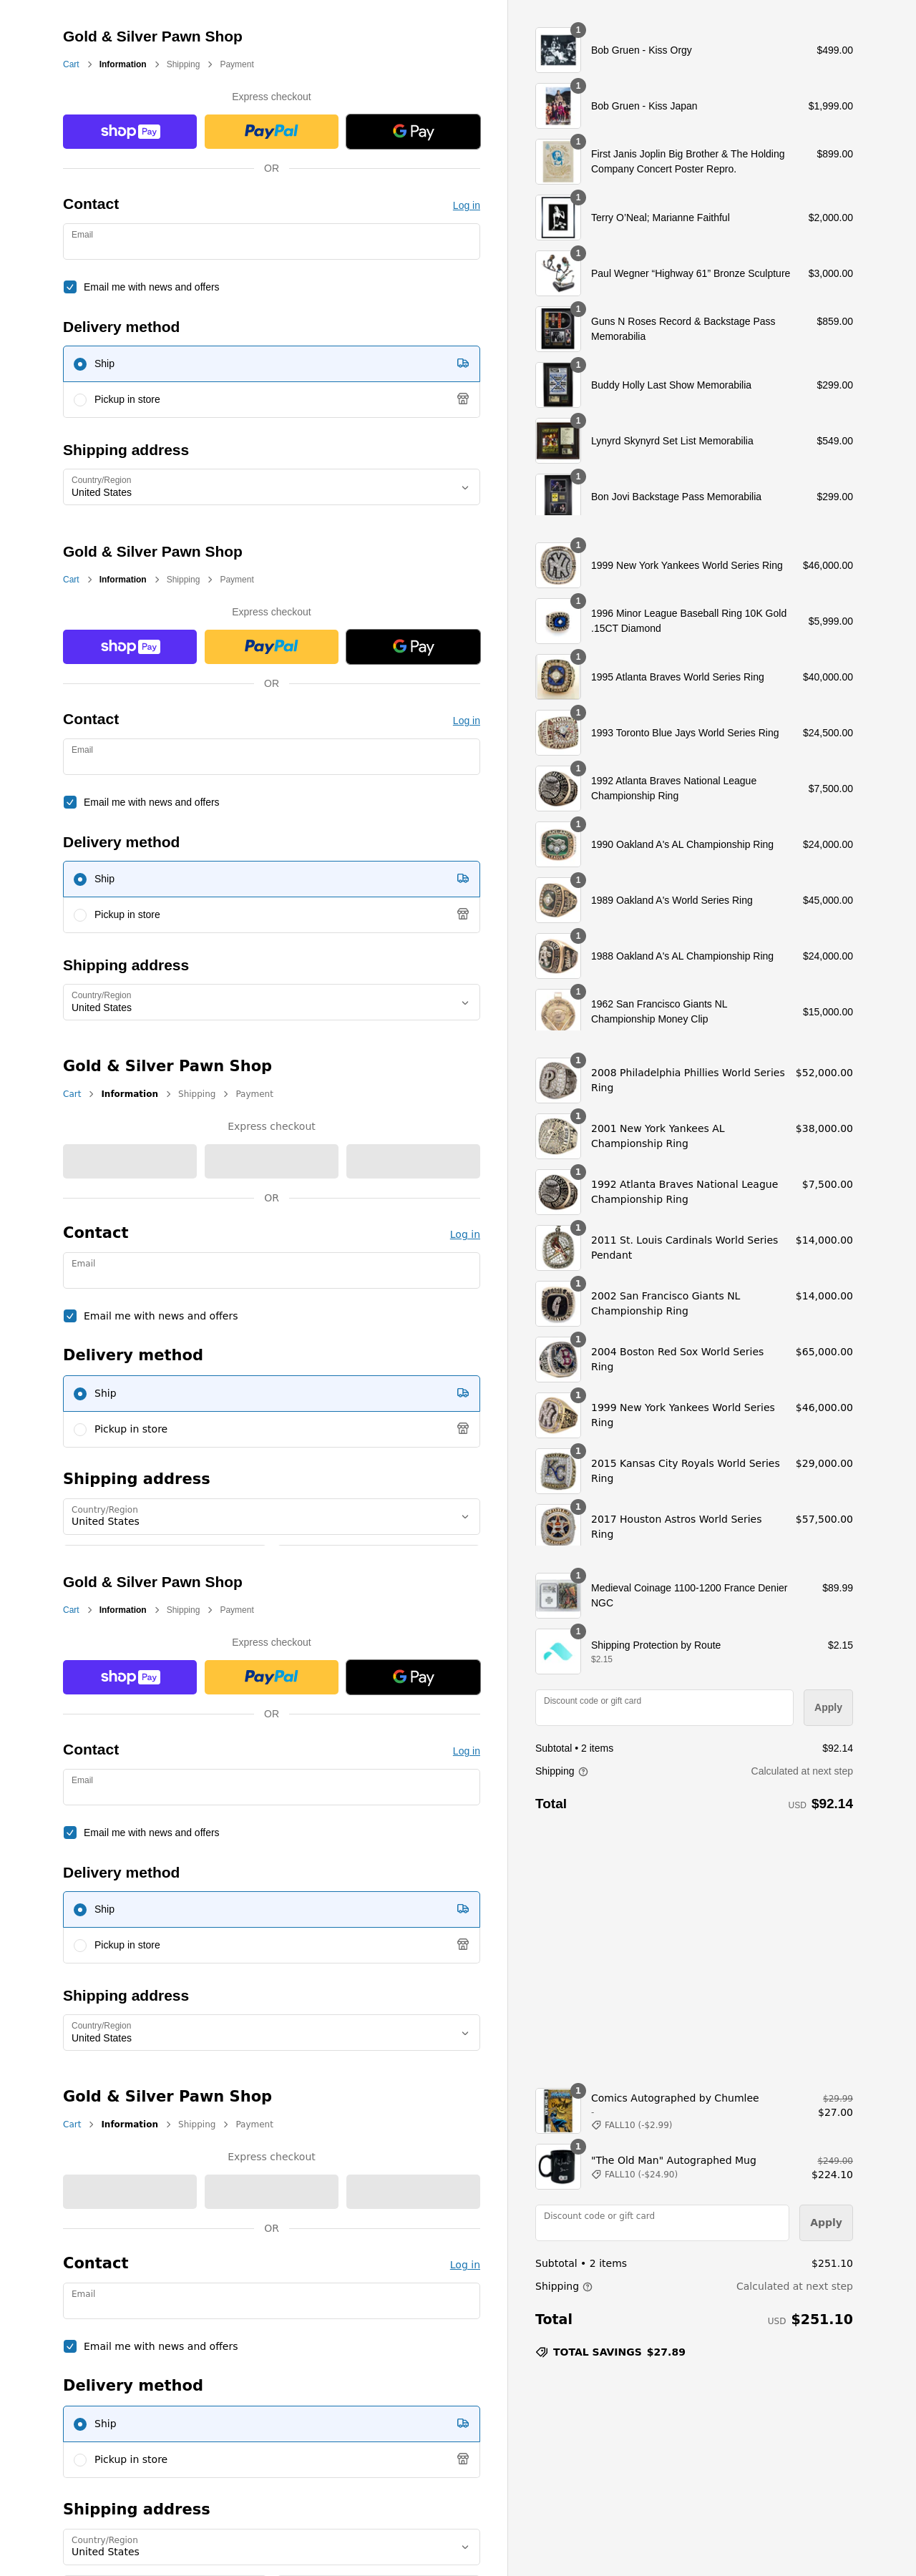 Gold & Silver Pawn Shop
Cart > Information > Shipping > Payment
Express checkout
shop Pay
PayPal
G Pay
OR
Contact
Log in
Email
Email me with news and offers
Delivery method
Ship
Pickup in store
Shipping address
Country/Region
United States
1
Bob Gruen - Kiss Orgy $499.00
1
Bob Gruen - Kiss Japan $1,999.00
1
First Janis Joplin Big Brother & The Holding $899.00
Company Concert Poster Repro.
1
Terry O’Neal; Marianne Faithful $2,000.00
1
Paul Wegner “Highway 61” Bronze Sculpture $3,000.00
1
Guns N Roses Record & Backstage Pass $859.00
Memorabilia
1
Buddy Holly Last Show Memorabilia $299.00
1
Lynyrd Skynyrd Set List Memorabilia $549.00
1
Bon Jovi Backstage Pass Memorabilia $299.00
Gold & Silver Pawn Shop
Cart > Information > Shipping > Payment
Express checkout
shop Pay
PayPal
G Pay
OR
Contact
Log in
Email
Email me with news and offers
Delivery method
Ship
Pickup in store
Shipping address
Country/Region
United States
1
1999 New York Yankees World Series Ring $46,000.00
1
1996 Minor League Baseball Ring 10K Gold
.15CT Diamond
$5,999.00
1
1995 Atlanta Braves World Series Ring $40,000.00
1
1993 Toronto Blue Jays World Series Ring $24,500.00
1
1992 Atlanta Braves National League
Championship Ring
$7,500.00
1
1990 Oakland A's AL Championship Ring $24,000.00
1
1989 Oakland A's World Series Ring $45,000.00
1
1988 Oakland A's AL Championship Ring $24,000.00
1
1962 San Francisco Giants NL
Championship Money Clip
$15,000.00
Gold & Silver Pawn Shop
Cart > Information > Shipping > Payment
Express checkout
OR
Contact
Log in
Email
Email me with news and offers
Delivery method
Ship
Pickup in store
Shipping address
Country/Region
United States
1
2008 Philadelphia Phillies World Series $52,000.00
Ring
1
2001 New York Yankees AL $38,000.00
Championship Ring
1
1992 Atlanta Braves National League $7,500.00
Championship Ring
1
2011 St. Louis Cardinals World Series $14,000.00
Pendant
1
2002 San Francisco Giants NL $14,000.00
Championship Ring
1
2004 Boston Red Sox World Series $65,000.00
Ring
1
1999 New York Yankees World Series $46,000.00
Ring
1
2015 Kansas City Royals World Series $29,000.00
Ring
1
2017 Houston Astros World Series $57,500.00
Ring
Gold & Silver Pawn Shop
Cart > Information > Shipping > Payment
Express checkout
shop Pay
PayPal
G Pay
OR
Contact
Log in
Email
Email me with news and offers
Delivery method
Ship
Pickup in store
Shipping address
Country/Region
United States
1
Medieval Coinage 1100-1200 France Denier $89.99
NGC
1
Shipping Protection by Route $2.15
$2.15
Discount code or gift card
Apply
Subtotal • 2 items $92.14
Shipping Calculated at next step
Total USD $92.14
Gold & Silver Pawn Shop
Cart > Information > Shipping > Payment
Express checkout
OR
Contact
Log in
Email
Email me with news and offers
Delivery method
Ship
Pickup in store
Shipping address
Country/Region
United States
1
Comics Autographed by Chumlee $29.99
- $27.00
FALL10 (-$2.99)
1
"The Old Man" Autographed Mug $249.00
FALL10 (-$24.90) $224.10
Discount code or gift card
Apply
Subtotal • 2 items $251.10
Shipping Calculated at next step
Total USD $251.10
TOTAL SAVINGS $27.89